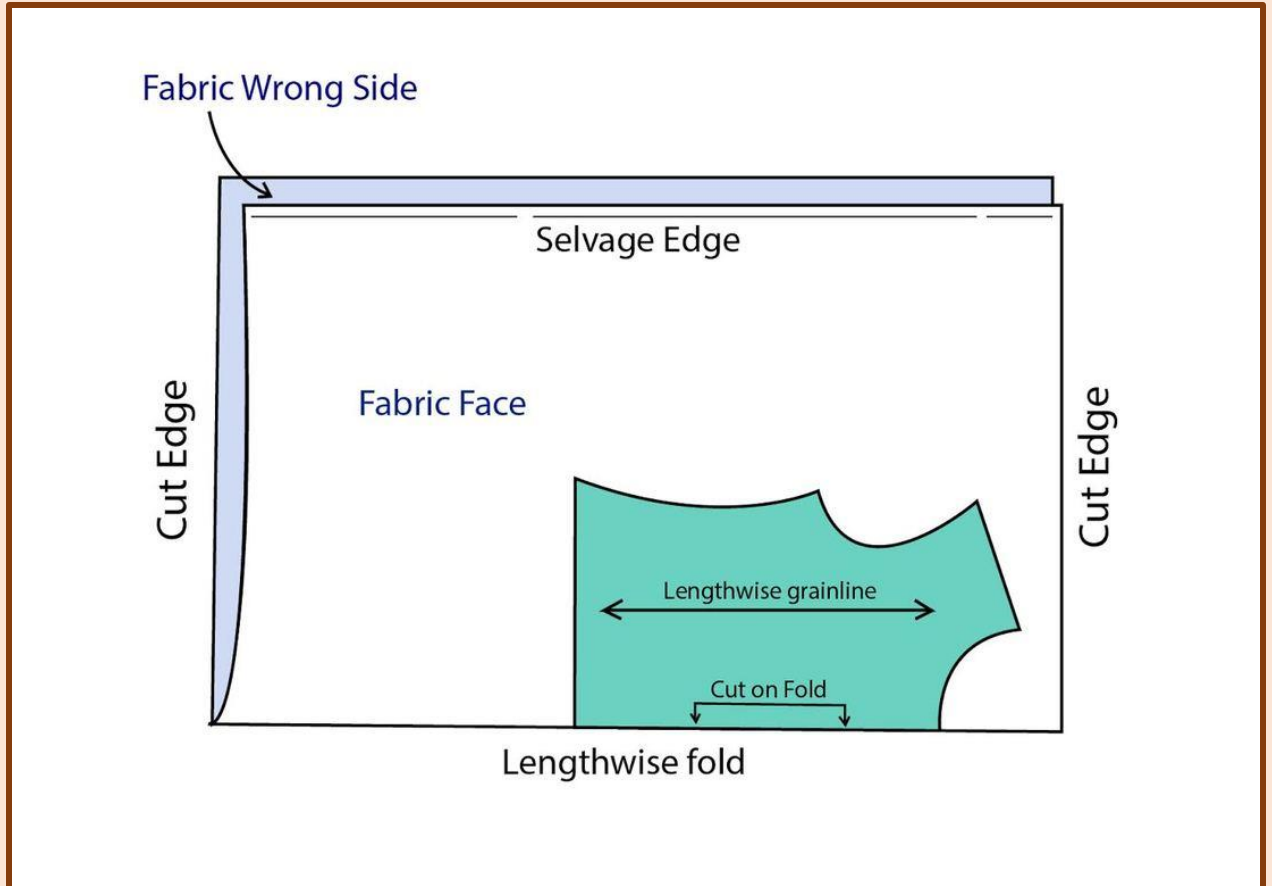 Fabric Wrong Side
Selvage Edge
Cut Edge
Fabric Face
Cut Edge
Lengthwise grainline
Cut on Fold
Lengthwise fold